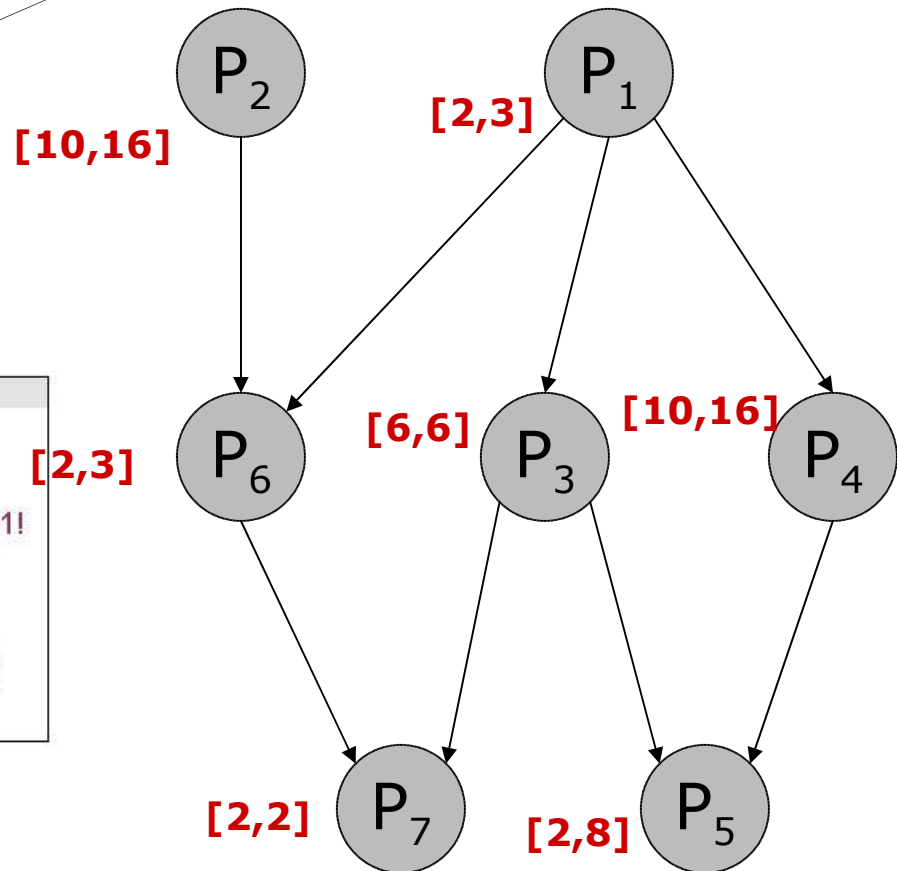 P2
P1
[10,16]
[2,3]
[2,3]
P6
[6,6]
P3
[10,16]
P4
1!
[2,2]
P7
[2,8]
P5